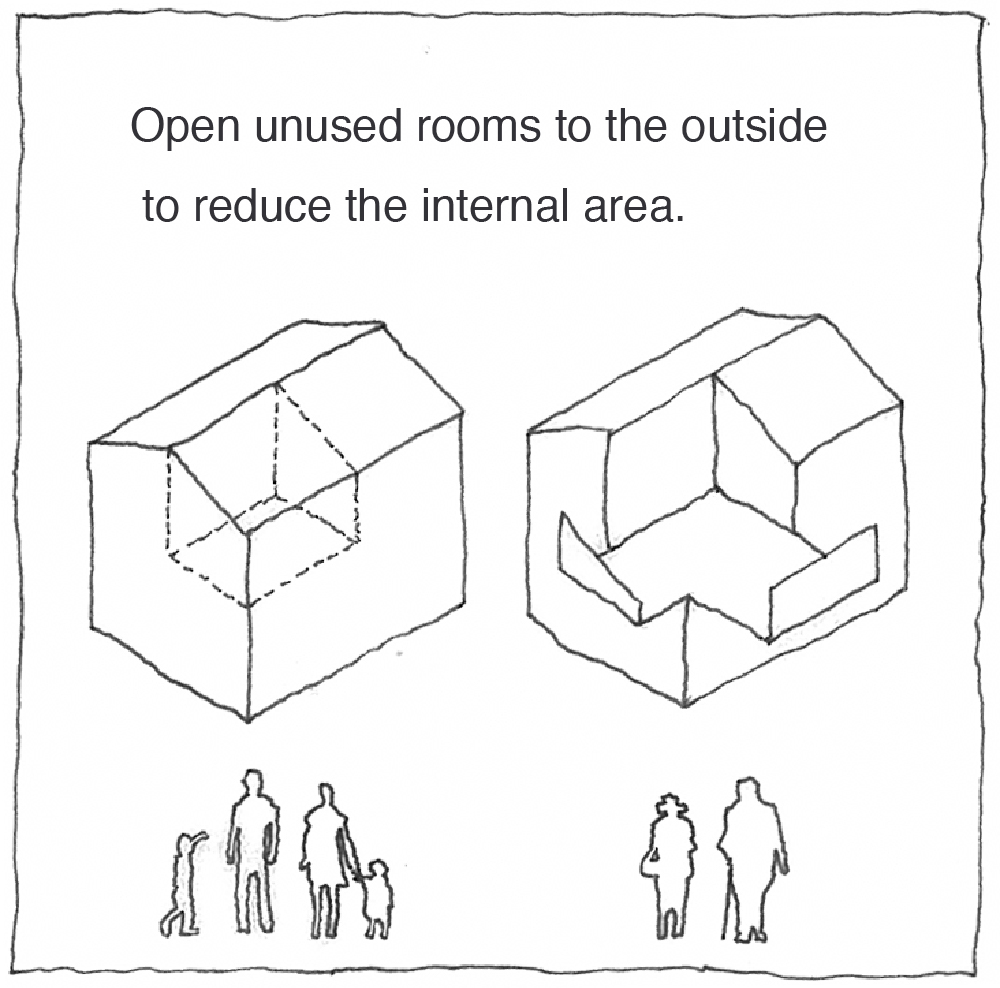 Open unused rooms to the outside
to reduce the internal area.